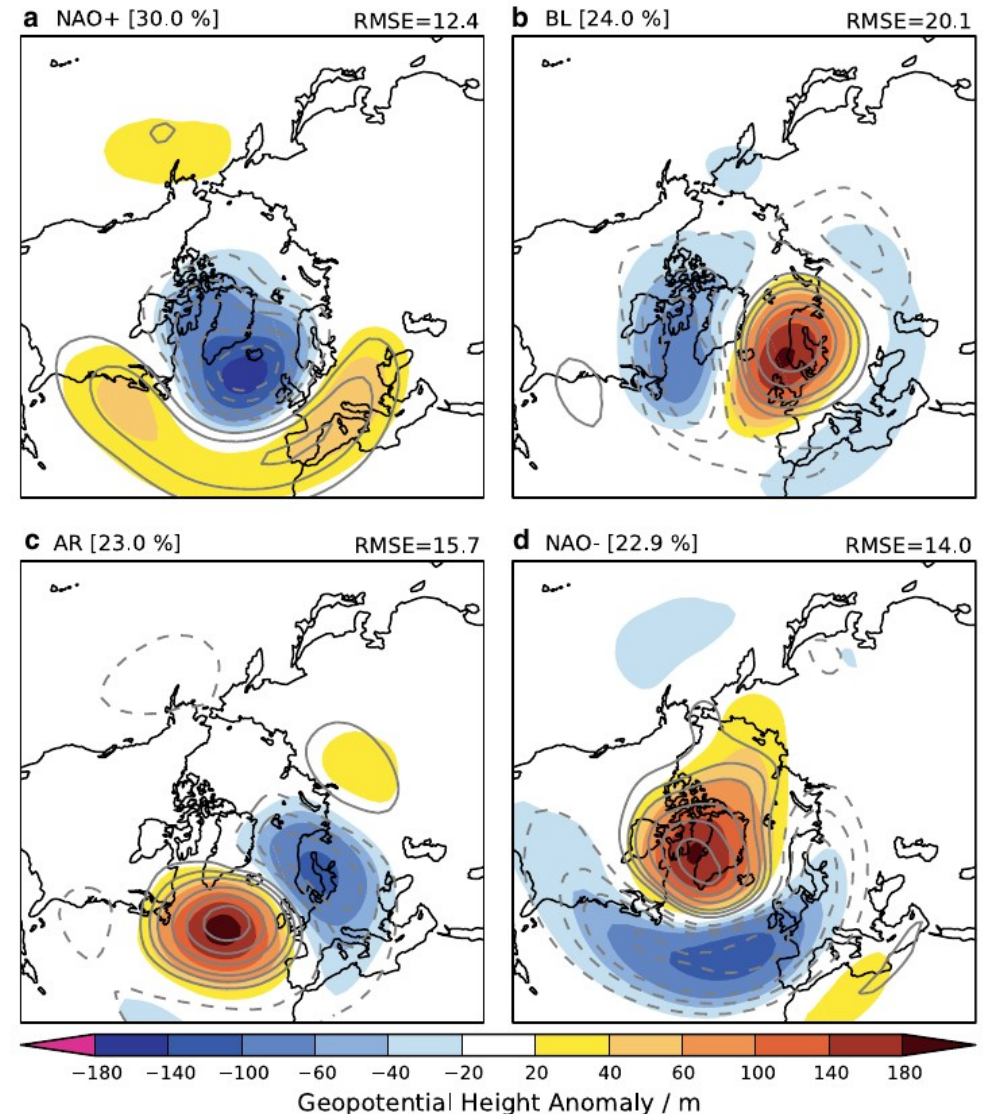 a NAO+ [30.0 %] RMSE=12.4
b BL [24.0 %] RMSE=20.1
c AR [23.0 %] RMSE=15.7
d NAO- [22.9 %] RMSE=14.0
−180 −140 −100 −60 −40 −20 20 40 60 100 140 180
Geopotential Height Anomaly / m